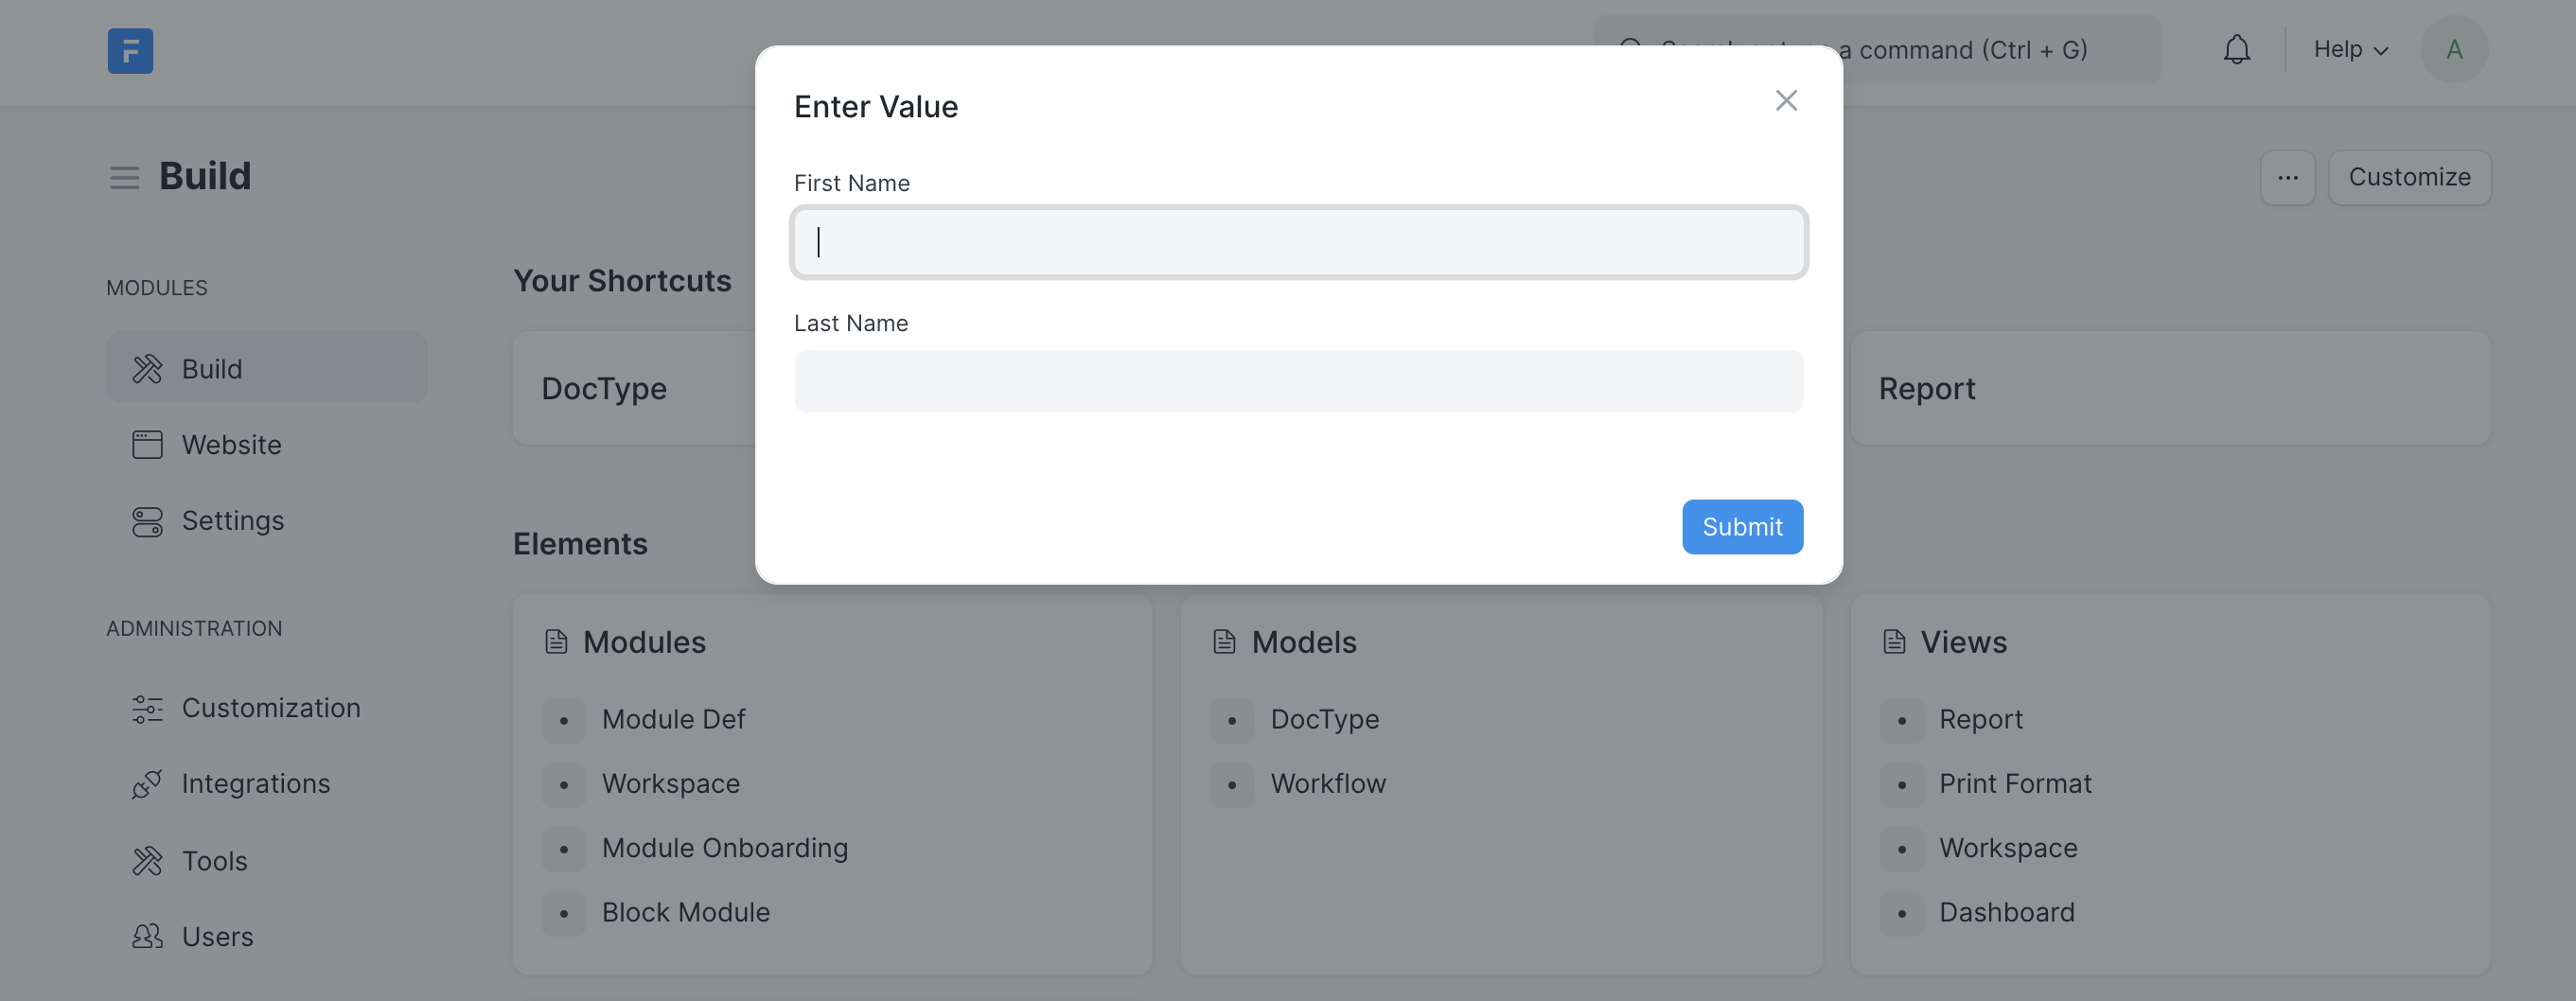 F
a command (Ctrl + G)
Help
A
Enter Value
First Name
Last Name
Submit
Build
Customize
MODULES
Build
Website
Settings
ADMINISTRATION
Customization
Integrations
Tools
Users
Your Shortcuts
DocType
Report
Elements
Modules
Module Def
Workspace
Module Onboarding
Block Module
Models
DocType
Workflow
Views
Report
Print Format
Workspace
Dashboard